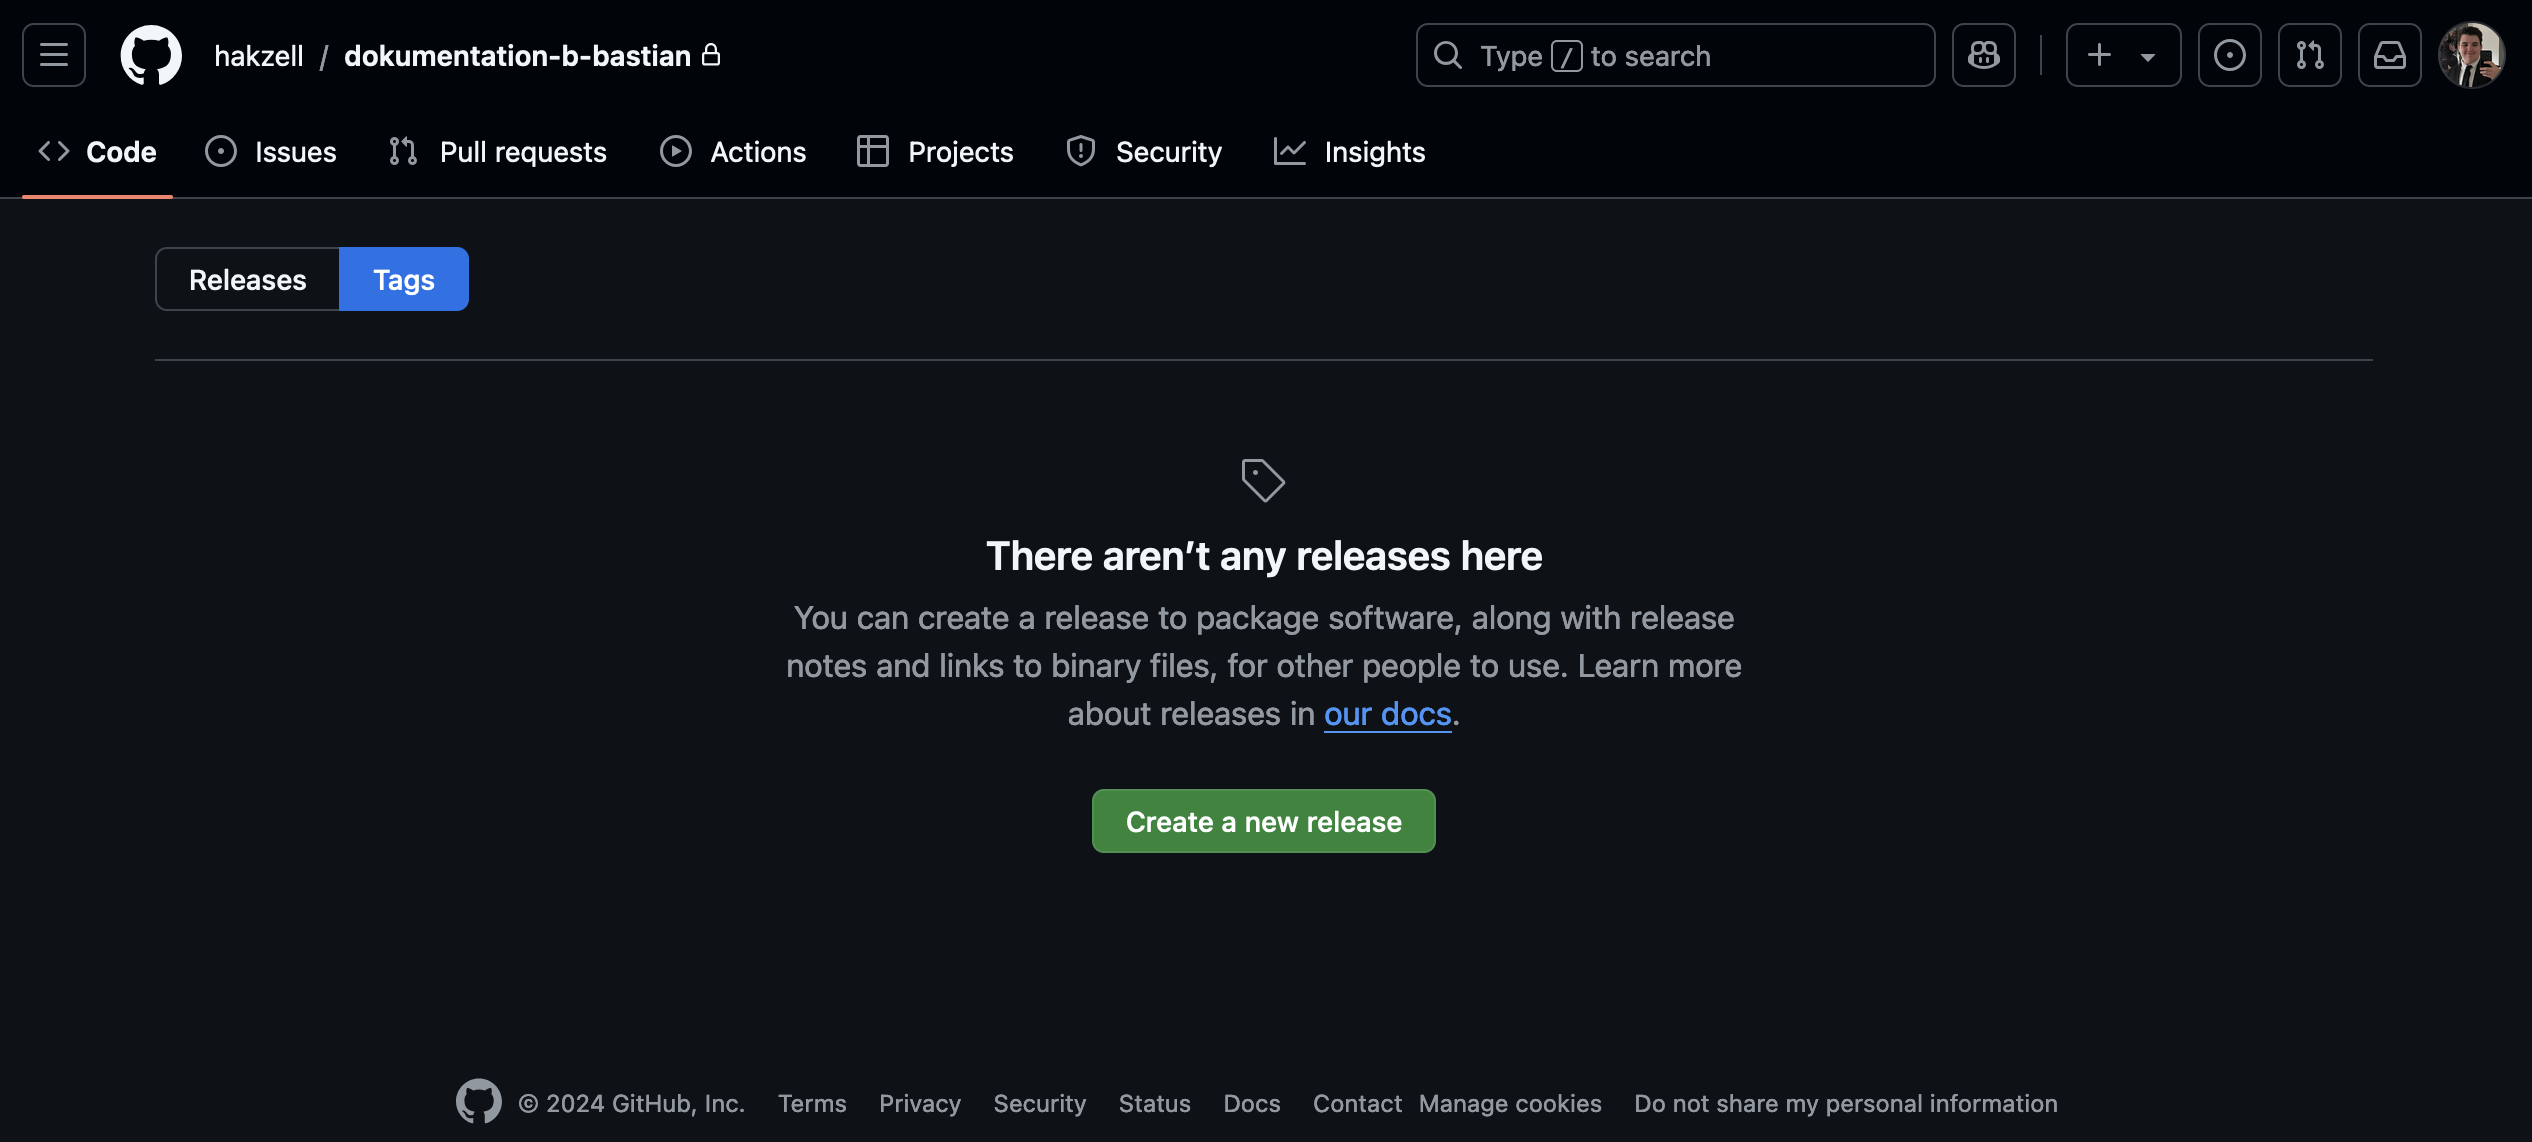 hakzell / dokumentation-b-bastian
Type / to search
Code Issues Pull requests Actions Projects Security Insights
Releases Tags
There aren’t any releases here
You can create a release to package software, along with release
notes and links to binary files, for other people to use. Learn more
about releases in our docs.
Create a new release
© 2024 GitHub, Inc. Terms Privacy Security Status Docs Contact Manage cookies Do not share my personal information